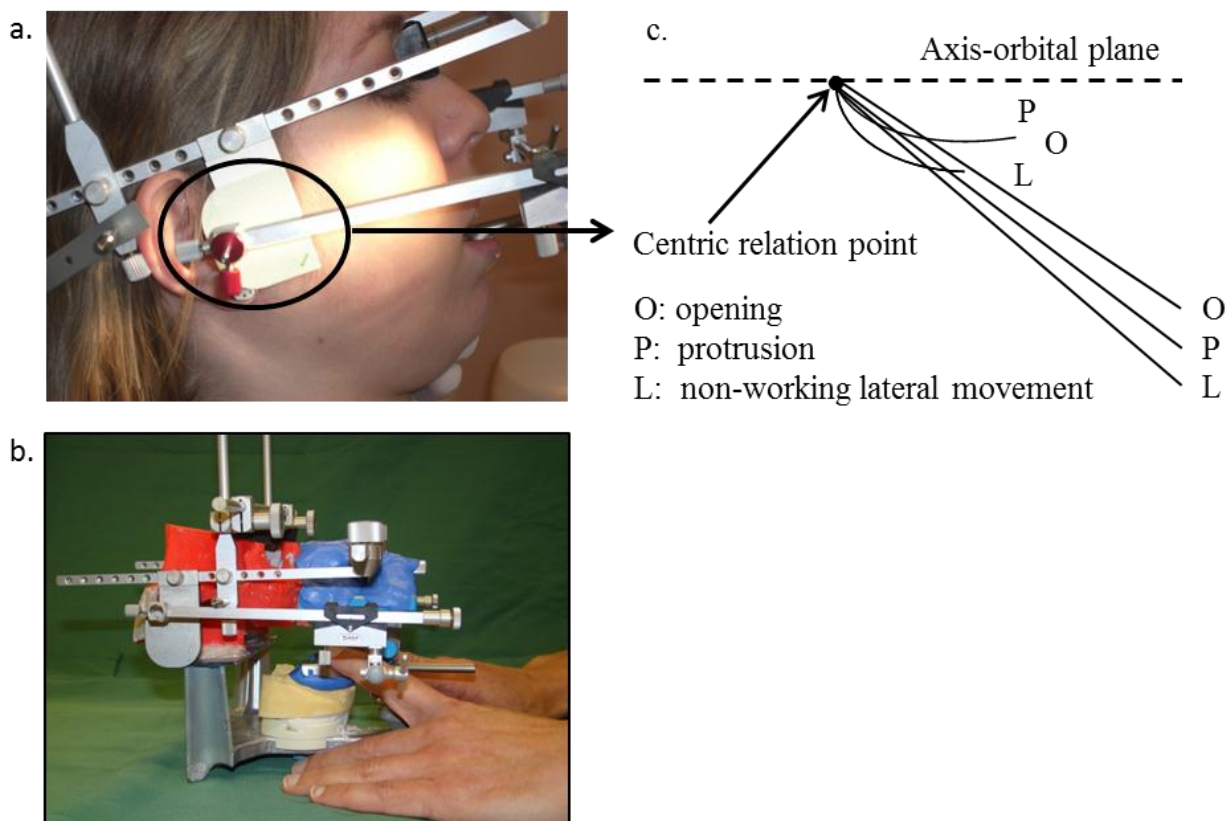 a.
c.
Axis-orbital plane
P
O
L
Centric relation point
O: opening
P: protrusion
L: non-working lateral movement
O
P
L
b.